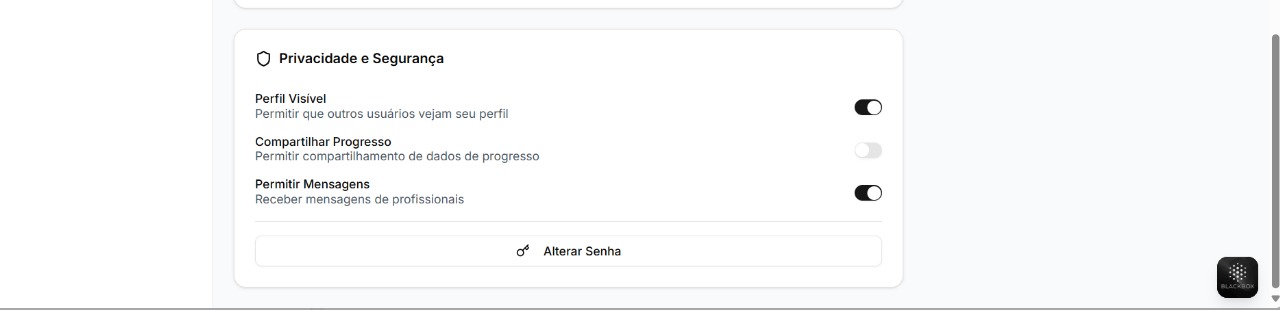 Privacidade e Segurança
Perfil Visível
Permitir que outros usuários vejam seu perfil
Compartilhar Progresso
Permitir compartilhamento de dados de progresso
Permitir Mensagens
Receber mensagens de profissionais
Alterar Senha
BLACKBOX